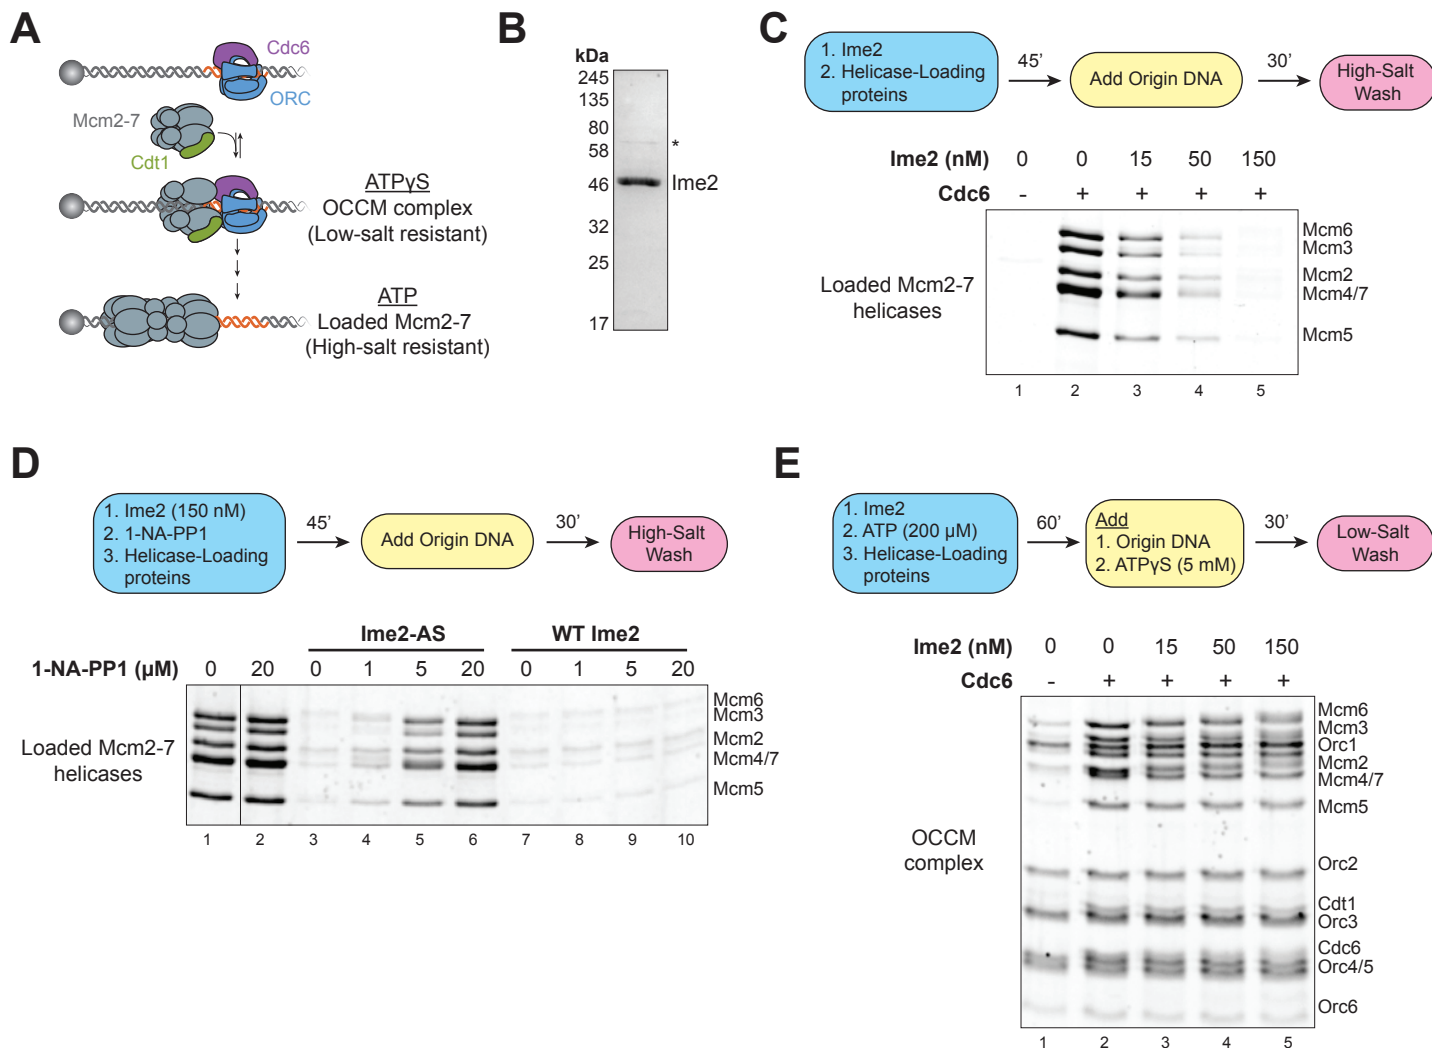 A
Cdc6
ORC
Mcm2-7
Cdt1
ATPγS
OCCM complex
(Low-salt resistant)
ATP
Loaded Mcm2-7
(High-salt resistant)
B
kDa
245
135
80
58
46
32
25
17
*
Ime2
C
1. Ime2
2. Helicase-Loading
proteins
45’
Add Origin DNA
30’
High-Salt
Wash
Ime2 (nM) 0 0 15 50 150
Cdc6 - + + + +
Loaded Mcm2-7
helicases
Mcm6
Mcm3
Mcm2
Mcm4/7
Mcm5
1 2 3 4 5
D
1. Ime2 (150 nM)
2. 1-NA-PP1
3. Helicase-Loading
proteins
45’
Add Origin DNA
30’
High-Salt
Wash
Ime2-AS WT Ime2
1-NA-PP1 (μM) 0 20 0 1 5 20 0 1 5 20
Loaded Mcm2-7
helicases
Mcm6
Mcm3
Mcm2
Mcm4/7
Mcm5
1 2 3 4 5 6 7 8 9 10
E
1. Ime2
2. ATP (200 μM)
3. Helicase-Loading
proteins
60’
Add
1. Origin DNA
2. ATPγS (5 mM)
30’
Low-Salt
Wash
Ime2 (nM) 0 0 15 50 150
Cdc6 - + + + +
OCCM
complex
Mcm6
Mcm3
Orc1
Mcm2
Mcm4/7
Mcm5
Orc2
Cdt1
Orc3
Cdc6
Orc4/5
Orc6
1 2 3 4 5